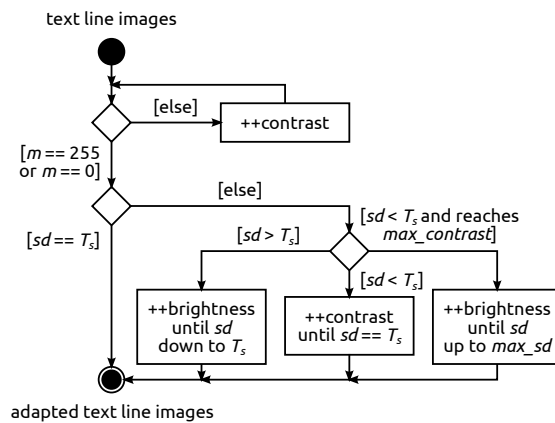 text line images
[else]
++contrast
[m == 255
or m == 0]
[else]
[sd == Ts]
[sd > Ts]
[sd < Ts and reaches
max_contrast]
[sd < Ts]
++brightness
until sd
down to Ts
++contrast
until sd == Ts
++brightness
until sd
up to max_sd
adapted text line images